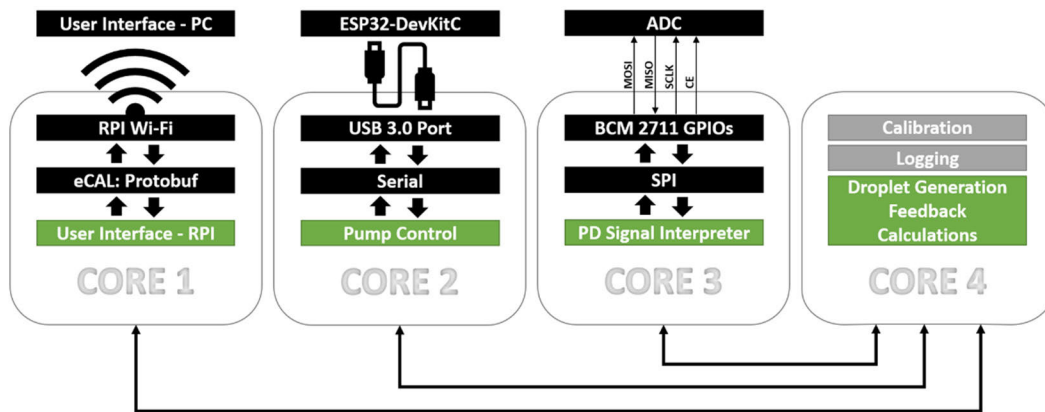 User Interface - PC
ESP32-DevKitC
ADC
MOSI
MISO
SCLK
CE
RPI Wi-Fi
eCAL: Protobuf
User Interface - RPI
CORE 1
USB 3.0 Port
Serial
Pump Control
CORE 2
BCM 2711 GPIOs
SPI
PD Signal Interpreter
CORE 3
Calibration
Logging
Droplet Generation
Feedback
Calculations
CORE 4